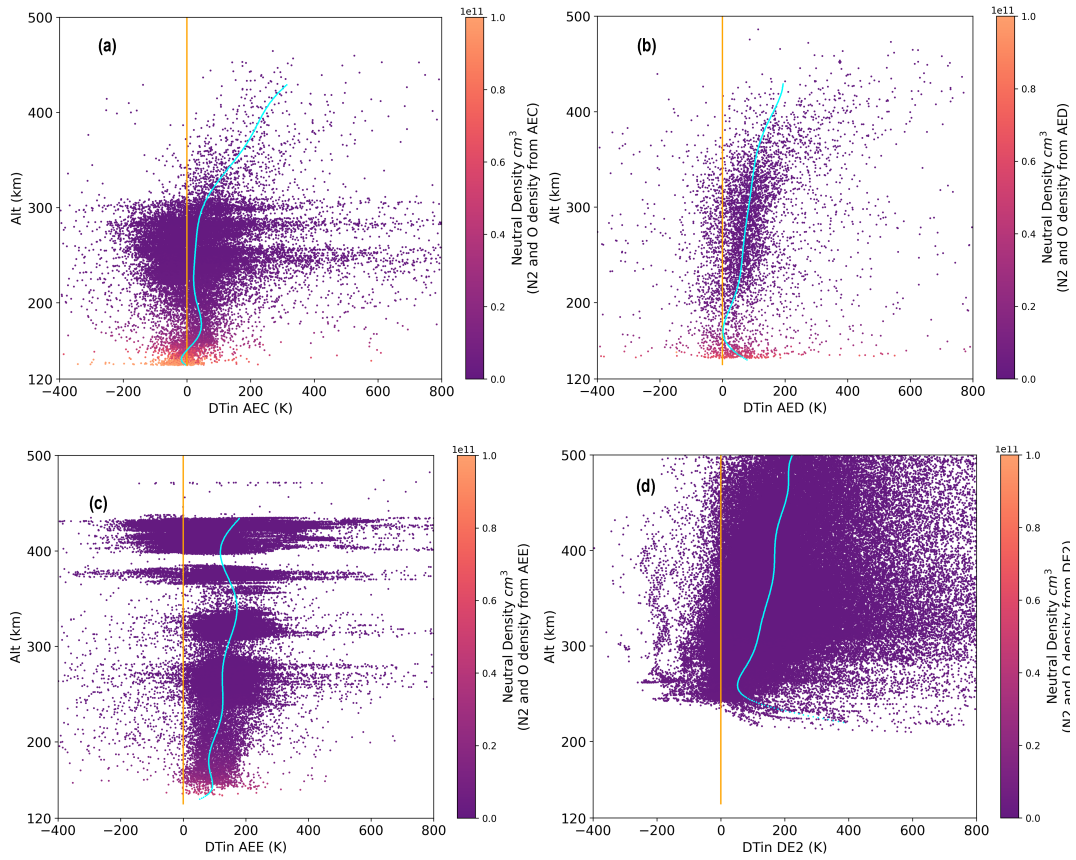 (a)
500
400
300
200
120
Alt (km)
−400 −200 0 200 400 600 800
DTin AEC (K)
1e11
1.0
0.8
0.6
0.4
0.2
0.0
Neutral Density cm³
(N2 and O density from AEC)
(b)
500
400
300
200
120
Alt (km)
−400 −200 0 200 400 600 800
DTin AED (K)
1e11
1.0
0.8
0.6
0.4
0.2
0.0
Neutral Density cm³
(N2 and O density from AED)
(c)
500
400
300
200
120
Alt (km)
−400 −200 0 200 400 600 800
DTin AEE (K)
1e11
1.0
0.8
0.6
0.4
0.2
0.0
Neutral Density cm³
(N2 and O density from AEE)
(d)
500
400
300
200
120
Alt (km)
−400 −200 0 200 400 600 800
DTin DE2 (K)
1e11
1.0
0.8
0.6
0.4
0.2
0.0
Neutral Density cm³
(N2 and O density from DE2)